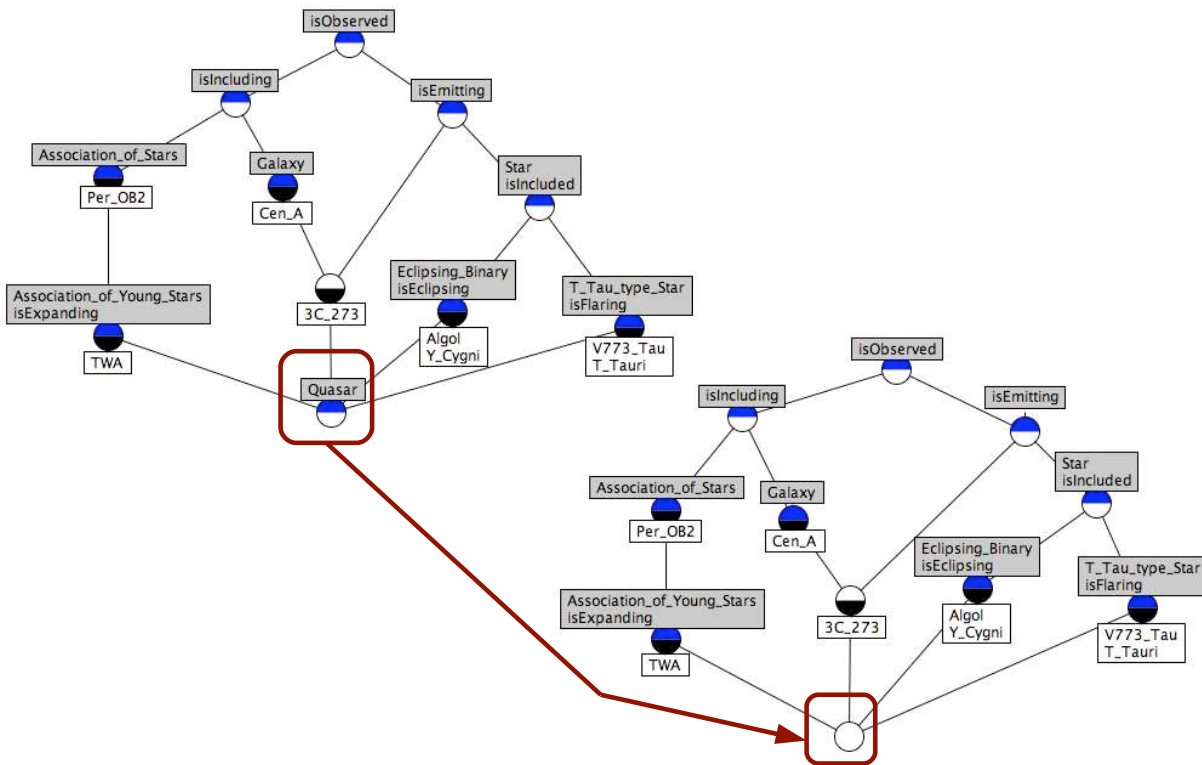 isObserved
isIncluding
isEmitting
Association_of_Stars
Per_OB2
Galaxy
Cen_A
Star
isIncluded
Association_of_Young_Stars
isExpanding
TWA
3C_273
Eclipsing_Binary
isEclipsing
Algol
Y_Cygni
T_Tau_type_Star
isFlaring
V773_Tau
T_Tauri
Quasar
isObserved
isIncluding
isEmitting
Association_of_Stars
Per_OB2
Galaxy
Cen_A
Star
isIncluded
Association_of_Young_Stars
isExpanding
TWA
3C_273
Eclipsing_Binary
isEclipsing
Algol
Y_Cygni
T_Tau_type_Star
isFlaring
V773_Tau
T_Tauri